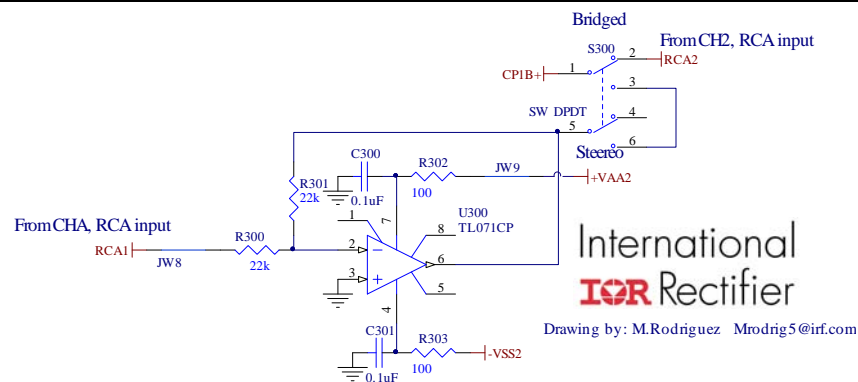 Bridged
S300
From CH2, RCA input
2
RCA2
CP1B+
1
3
SW DPDT
4
5
6
Steereo
C300
R302
JW9
+VAA2
0.1uF
100
R301
22k
7
1
U300
TL071CP
8
From CHA, RCA input
RCA1
JW8
R300
22k
2
6
3
5
4
International
IOR Rectifier
Drawing by: M.Rodriguez Mrodrig5@irf.com
C301
R303
-VSS2
0.1uF
100